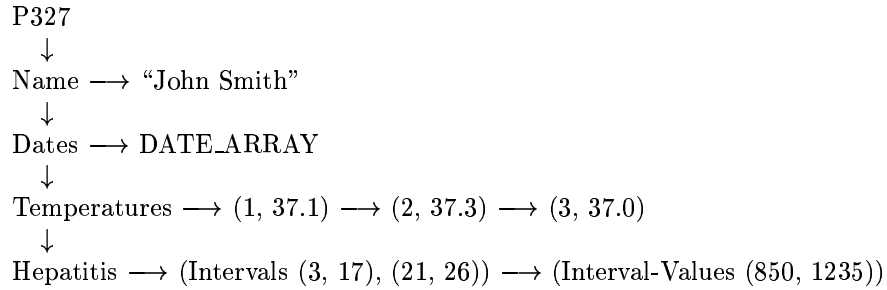 P327
↓
Name ⟶ “John Smith”
↓
Dates ⟶ DATE_ARRAY
↓
Temperatures ⟶ (1, 37.1) ⟶ (2, 37.3) ⟶ (3, 37.0)
↓
Hepatitis ⟶ (Intervals (3, 17), (21, 26)) ⟶ (Interval-Values (850, 1235))